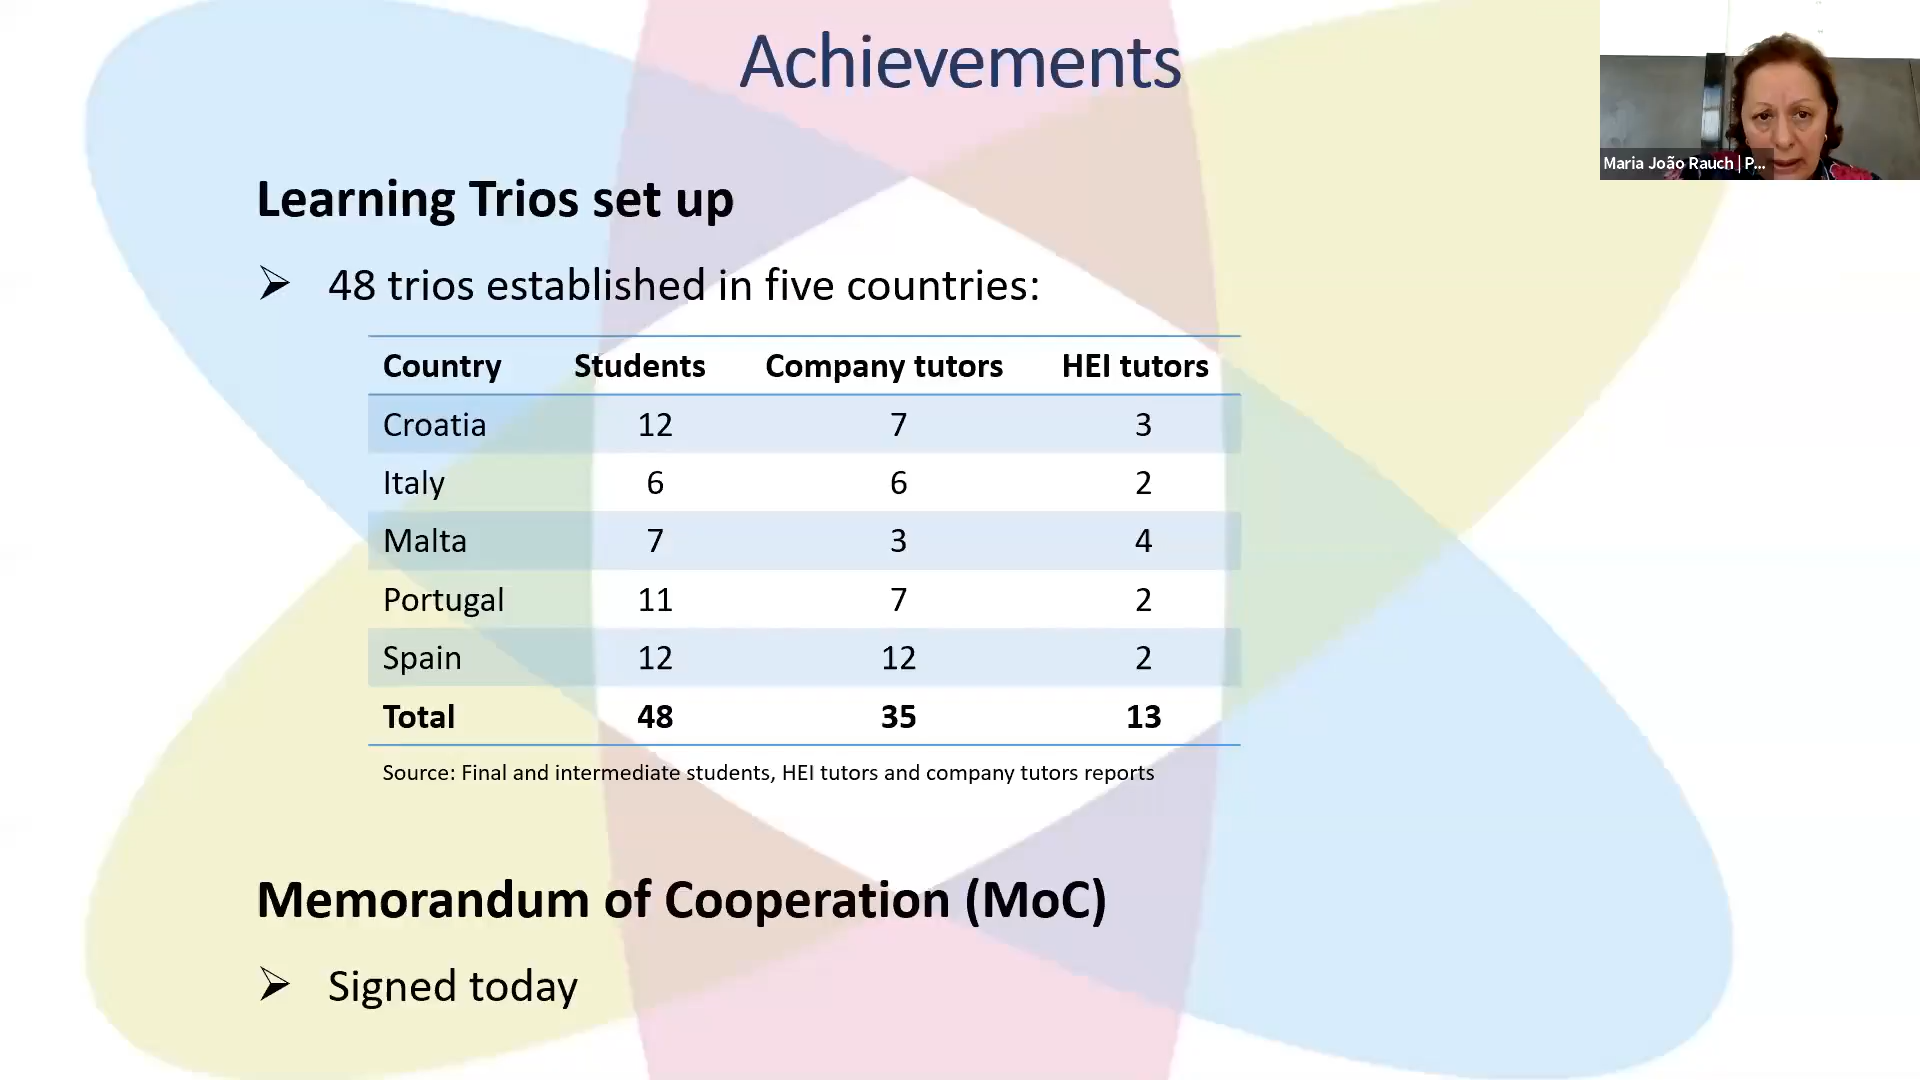 Achievements
Maria João Rauch | P...
Learning Trios set up
48 trios established in five countries:
Country Students Company tutors HEI tutors
Croatia 12 7 3
Italy 6 6 2
Malta 7 3 4
Portugal 11 7 2
Spain 12 12 2
Total 48 35 13
Source: Final and intermediate students, HEI tutors and company tutors reports
Memorandum of Cooperation (MoC)
Signed today